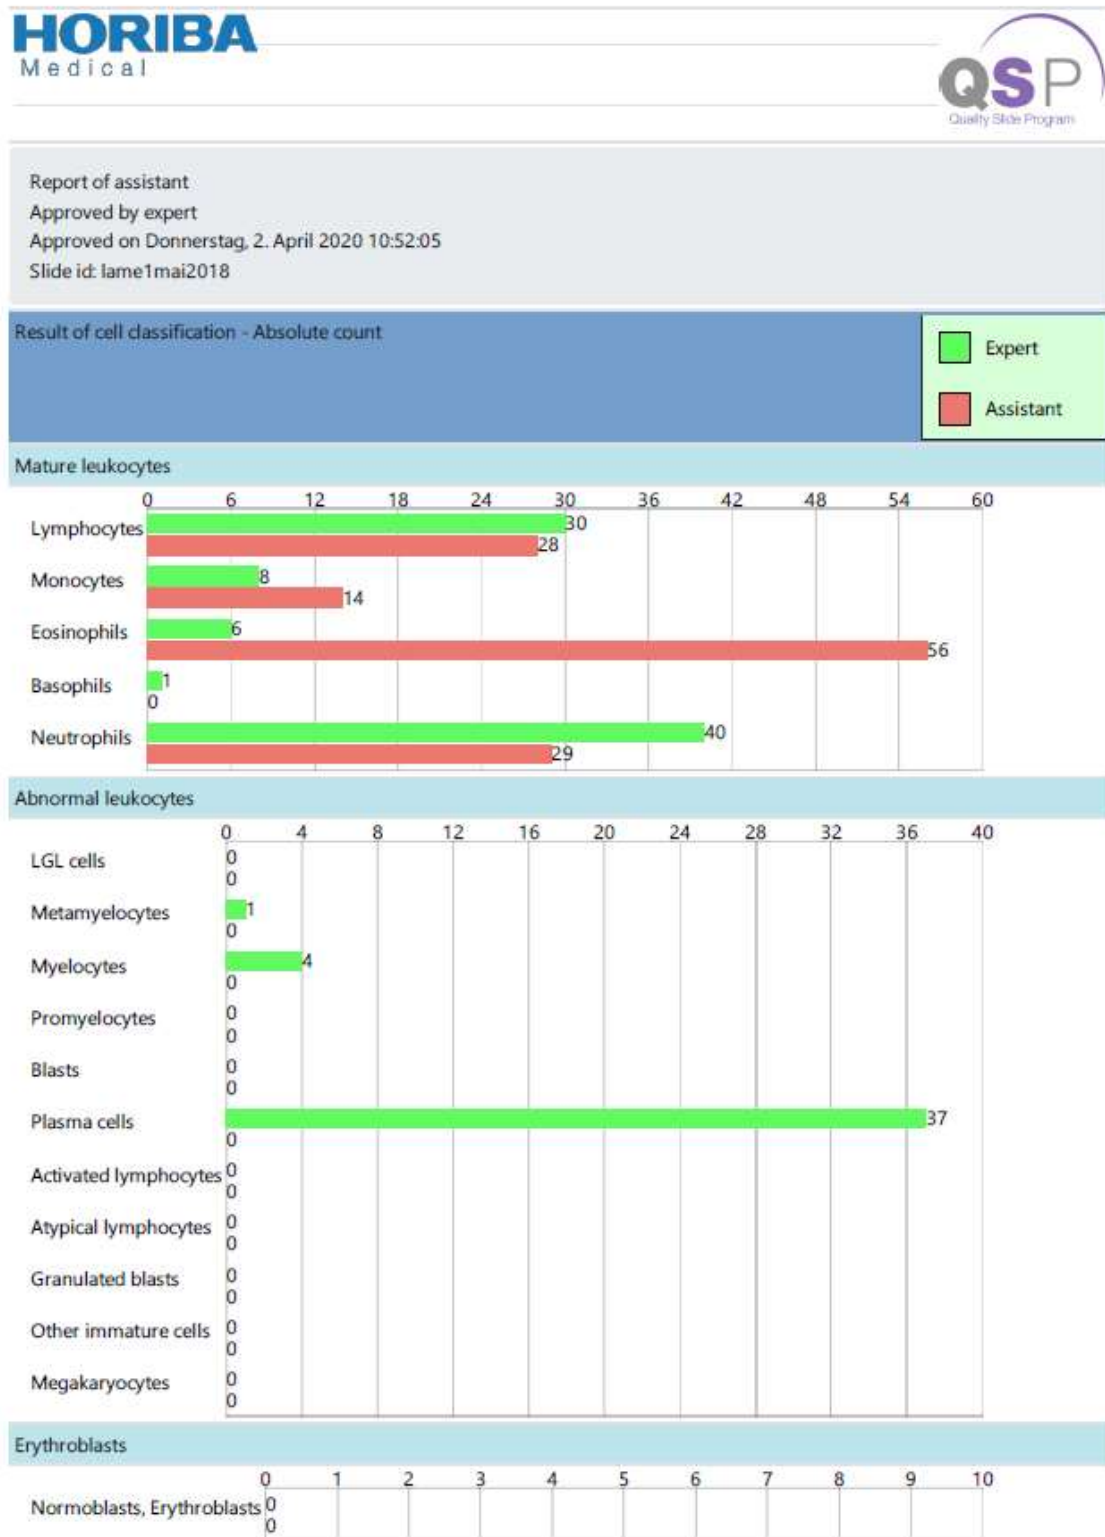 HORIBA
Medical
QSP
Quality Slide Program
Report of assistant
Approved by expert
Approved on Donnerstag, 2. April 2020 10:52:05
Slide id: lame1mai2018
Result of cell classification - Absolute count
Expert
Assistant
Mature leukocytes
0 6 12 18 24 30 36 42 48 54 60
Lymphocytes 30
28
Monocytes 8
14
Eosinophils 6
56
Basophils 1
0
Neutrophils 40
29
Abnormal leukocytes
0 4 8 12 16 20 24 28 32 36 40
LGL cells 0
0
Metamyelocytes 1
0
Myelocytes 4
0
Promyelocytes 0
0
Blasts 0
0
Plasma cells 37
0
Activated lymphocytes 0
0
Atypical lymphocytes 0
0
Granulated blasts 0
0
Other immature cells 0
0
Megakaryocytes 0
0
Erythroblasts
0 1 2 3 4 5 6 7 8 9 10
Normoblasts, Erythroblasts 0
0